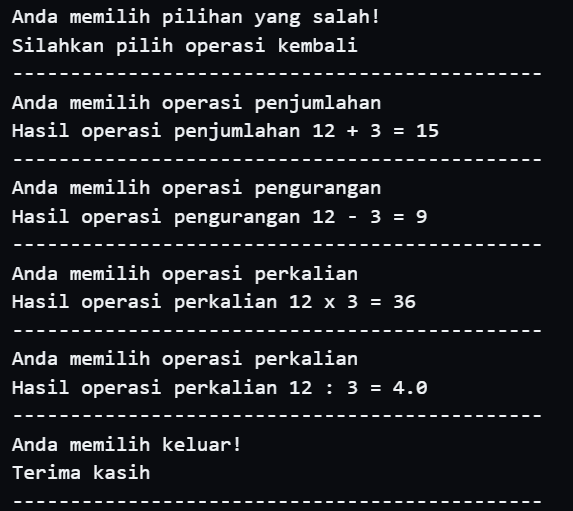 Anda memilih pilihan yang salah!
Silahkan pilih operasi kembali
----------------------------------------------
Anda memilih operasi penjumlahan
Hasil operasi penjumlahan 12 + 3 = 15
----------------------------------------------
Anda memilih operasi pengurangan
Hasil operasi pengurangan 12 - 3 = 9
----------------------------------------------
Anda memilih operasi perkalian
Hasil operasi perkalian 12 x 3 = 36
----------------------------------------------
Anda memilih operasi perkalian
Hasil operasi perkalian 12 : 3 = 4.0
----------------------------------------------
Anda memilih keluar!
Terima kasih
----------------------------------------------